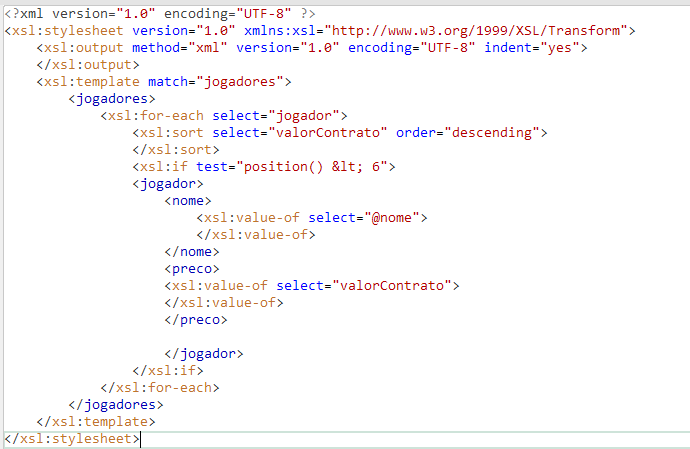 <?xml version="1.0" encoding="UTF-8" ?>
<xsl:stylesheet version="1.0" xmlns:xsl="http://www.w3.org/1999/XSL/Transform">
    <xsl:output method="xml" version="1.0" encoding="UTF-8" indent="yes">
    </xsl:output>
    <xsl:template match="jogadores">
        <jogadores>
            <xsl:for-each select="jogador">
                <xsl:sort select="valorContrato" order="descending">
                </xsl:sort>
                <xsl:if test="position() &lt; 6">
                <jogador>
                    <nome>
                        <xsl:value-of select="@nome">
                        </xsl:value-of>
                    </nome>
                    <preco>
                    <xsl:value-of select="valorContrato">
                    </xsl:value-of>
                    </preco>

                    </jogador>
                </xsl:if>
            </xsl:for-each>
        </jogadores>
    </xsl:template>
</xsl:stylesheet>